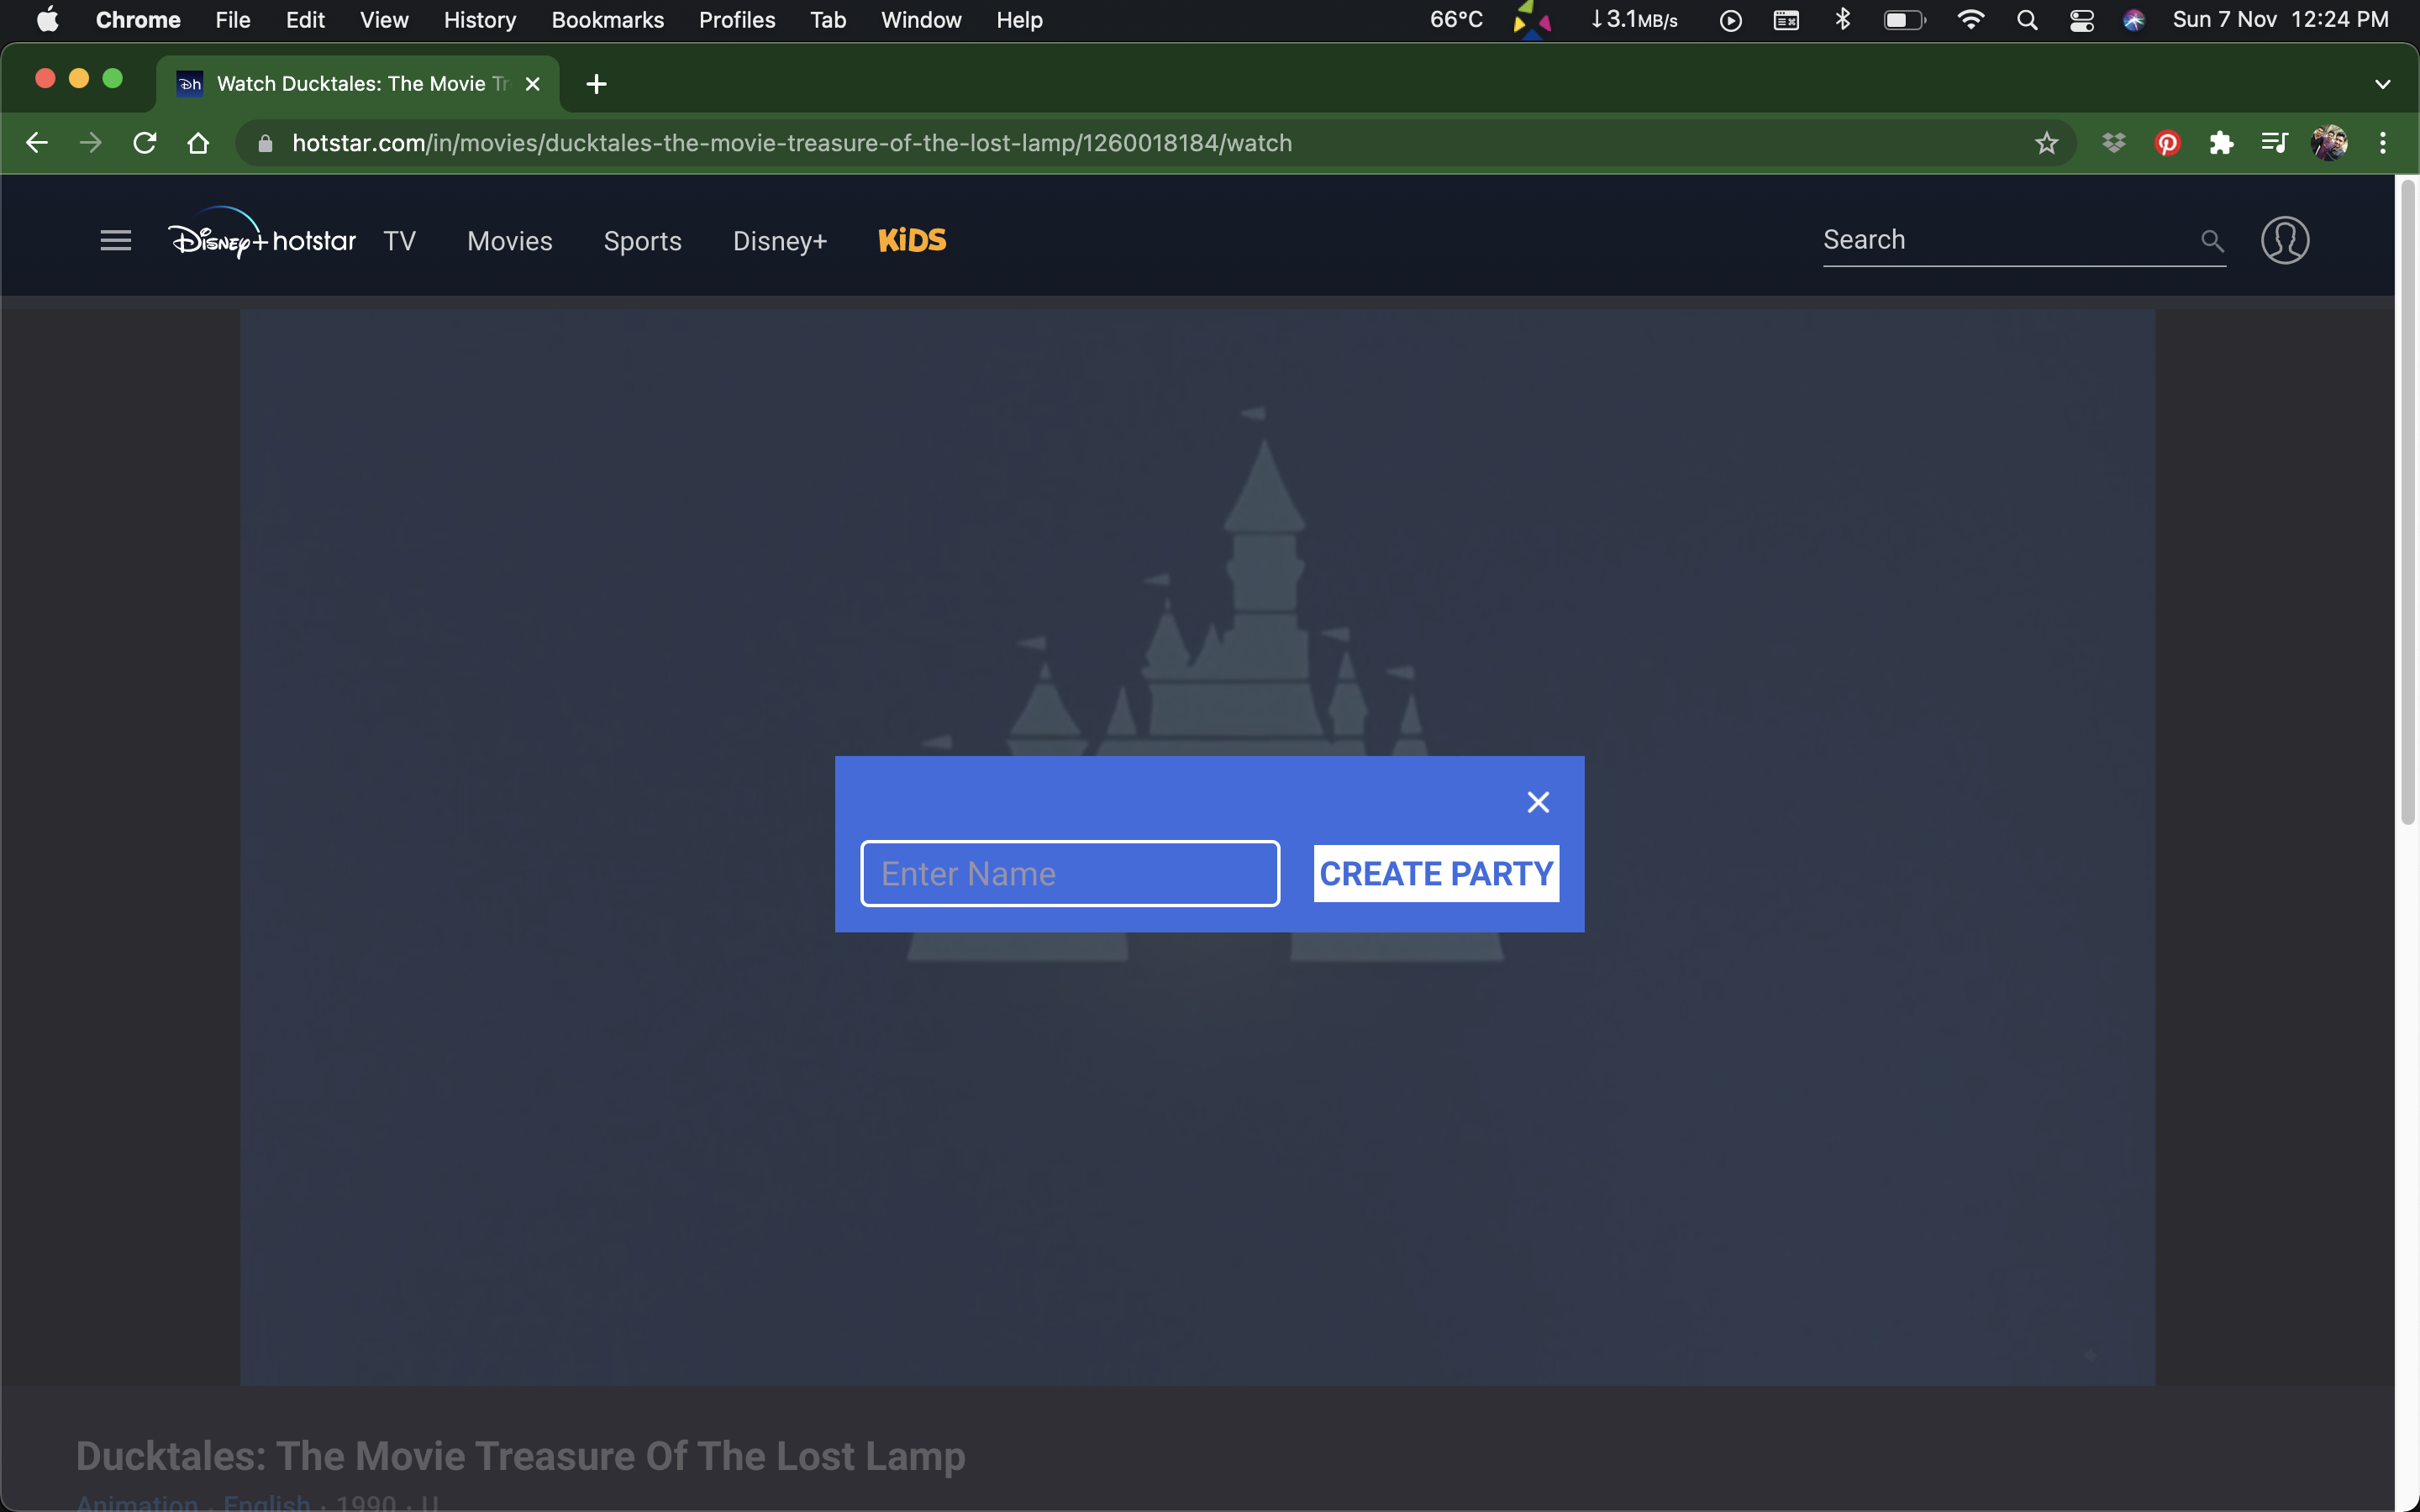 Chrome File Edit View History Bookmarks Profiles Tab Window Help 66°C ↓3.1MB/s Sun 7 Nov 12:24 PM
Watch Ducktales: The Movie Tr
hotstar.com/in/movies/ducktales-the-movie-treasure-of-the-lost-lamp/1260018184/watch
Disney+ hotstar TV Movies Sports Disney+ KiDS Search
Enter Name CREATE PARTY
Ducktales: The Movie Treasure Of The Lost Lamp
Animation · English · 1990 · U